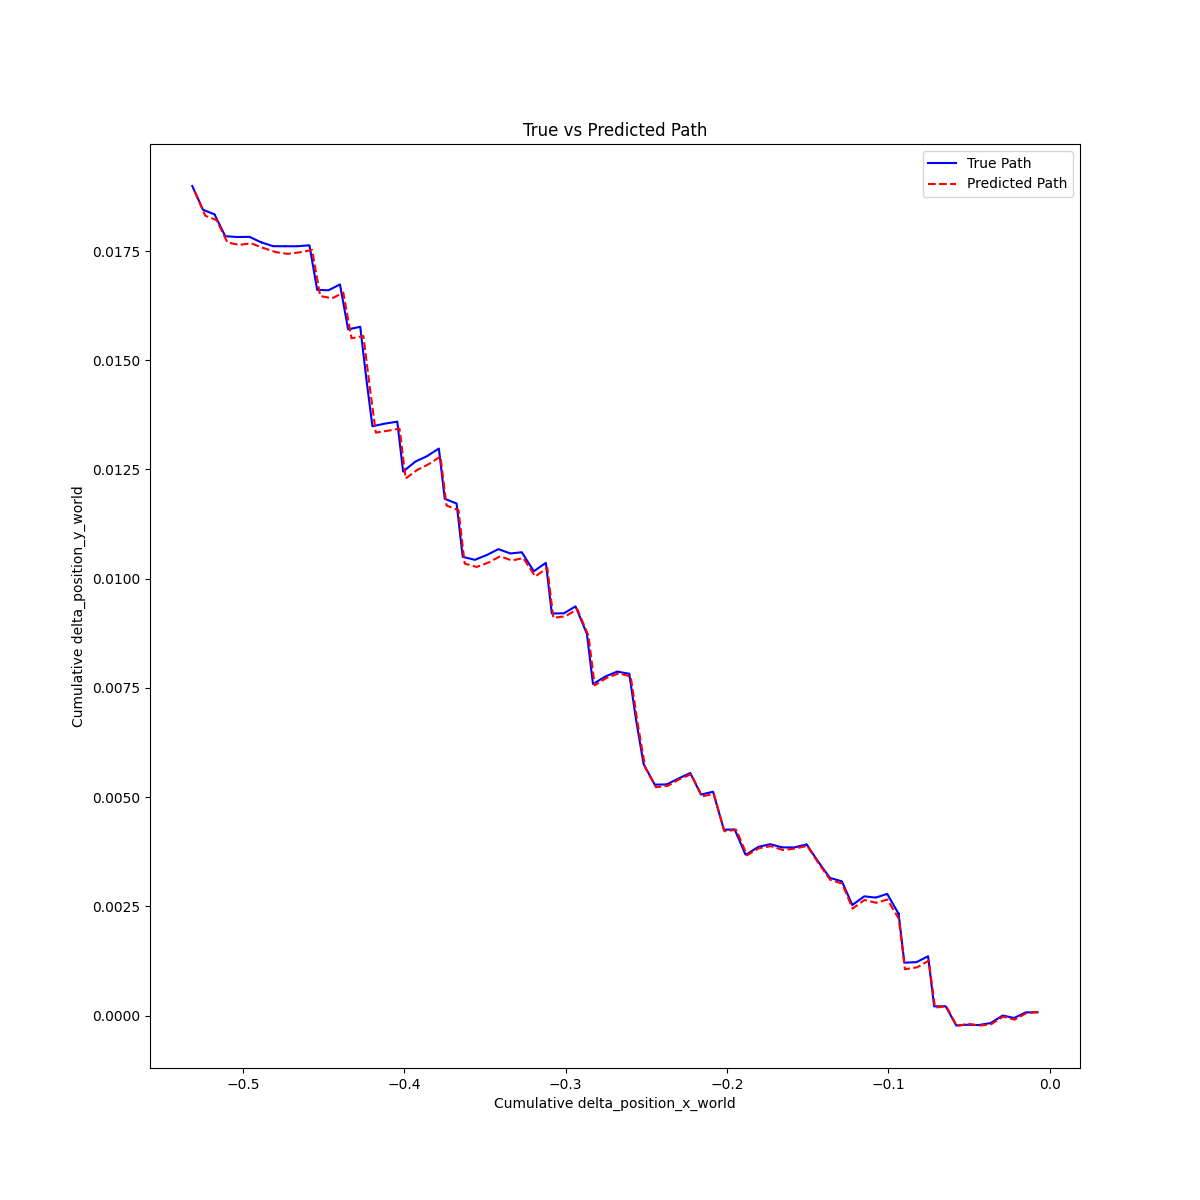 True vs Predicted Path
True Path
Predicted Path
Cumulative delta_position_y_world
0.0175
0.0150
0.0125
0.0100
0.0075
0.0050
0.0025
0.0000
−0.5
−0.4
−0.3
−0.2
−0.1
0.0
Cumulative delta_position_x_world